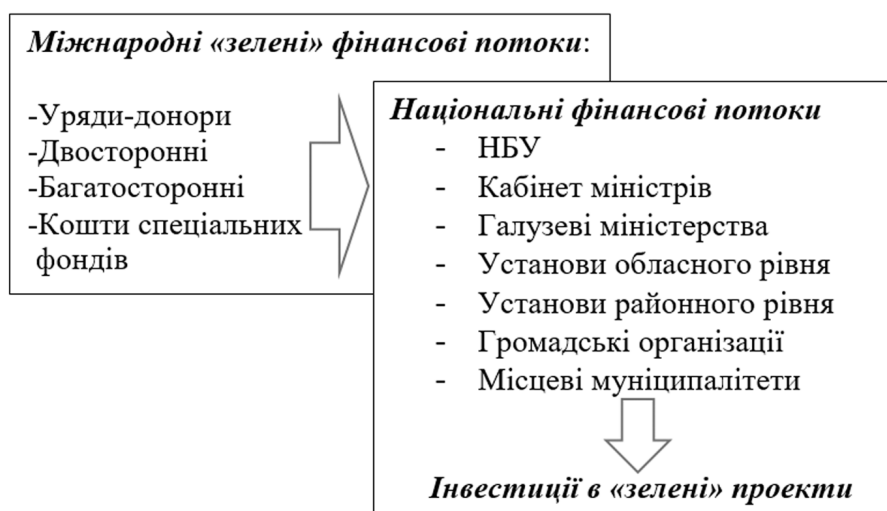 Міжнародні «зелені» фінансові потоки:
-Уряди-донори
-Двосторонні
-Багатосторонні
-Кошти спеціальних
фондів
Національні фінансові потоки
- НБУ
- Кабінет міністрів
- Галузеві міністерства
- Установи обласного рівня
- Установи районного рівня
- Громадські організації
- Місцеві муніципалітети
Інвестиції в «зелені» проекти